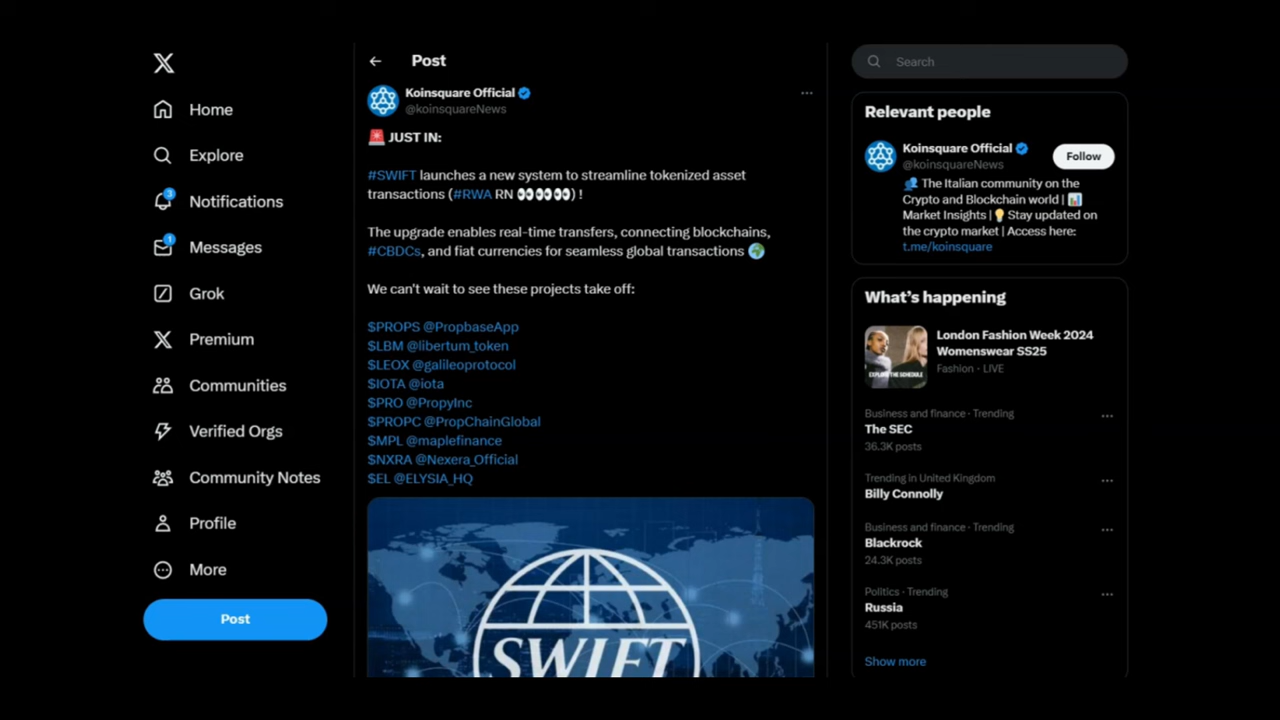 Home
Explore
3
Notifications
1
Messages
Grok
Premium
Communities
Verified Orgs
Community Notes
Profile
More
Post
Post
Koinsquare Official
@koinsquareNews
🚨 JUST IN:
#SWIFT launches a new system to streamline tokenized asset
transactions (#RWA RN 👀👀👀👀👀) !
The upgrade enables real-time transfers, connecting blockchains,
#CBDCs, and fiat currencies for seamless global transactions 🌍
We can't wait to see these projects take off:
$PROPS @PropbaseApp
$LBM @libertum_token
$LEOX @galileoprotocol
$IOTA @iota
$PRO @PropyInc
$PROPC @PropChainGlobal
$MPL @maplefinance
$NXRA @Nexera_Official
$EL @ELYSIA_HQ
SWIFT
Search
Relevant people
Koinsquare Official
@koinsquareNews
Follow
👥 The Italian community on the
Crypto and Blockchain world | 📊
Market Insights | 💡 Stay updated on
the crypto market | Access here:
t.me/koinsquare
What's happening
EXPLORE THE SCHEDULE
London Fashion Week 2024
Womenswear SS25
Fashion · LIVE
Business and finance · Trending
The SEC
36.3K posts
Trending in United Kingdom
Billy Connolly
Business and finance · Trending
Blackrock
24.3K posts
Politics · Trending
Russia
451K posts
Show more